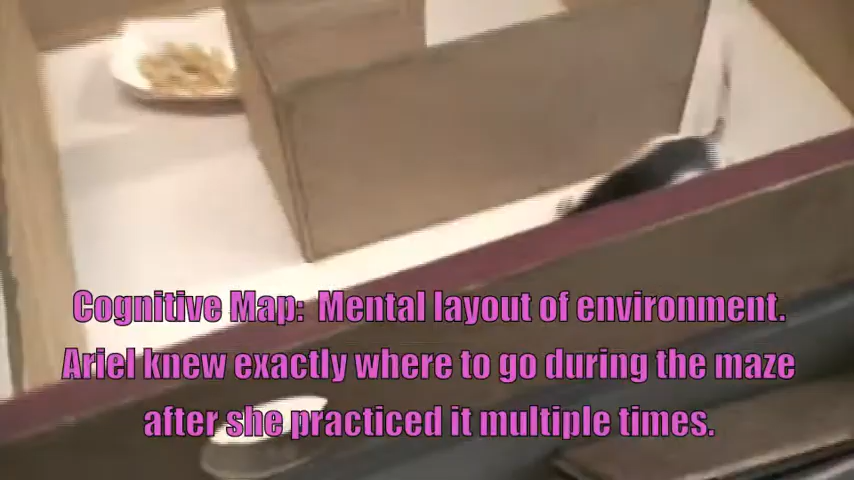 Cognitive Map:  Mental layout of environment.
Ariel knew exactly where to go during the maze
after she practiced it multiple times.